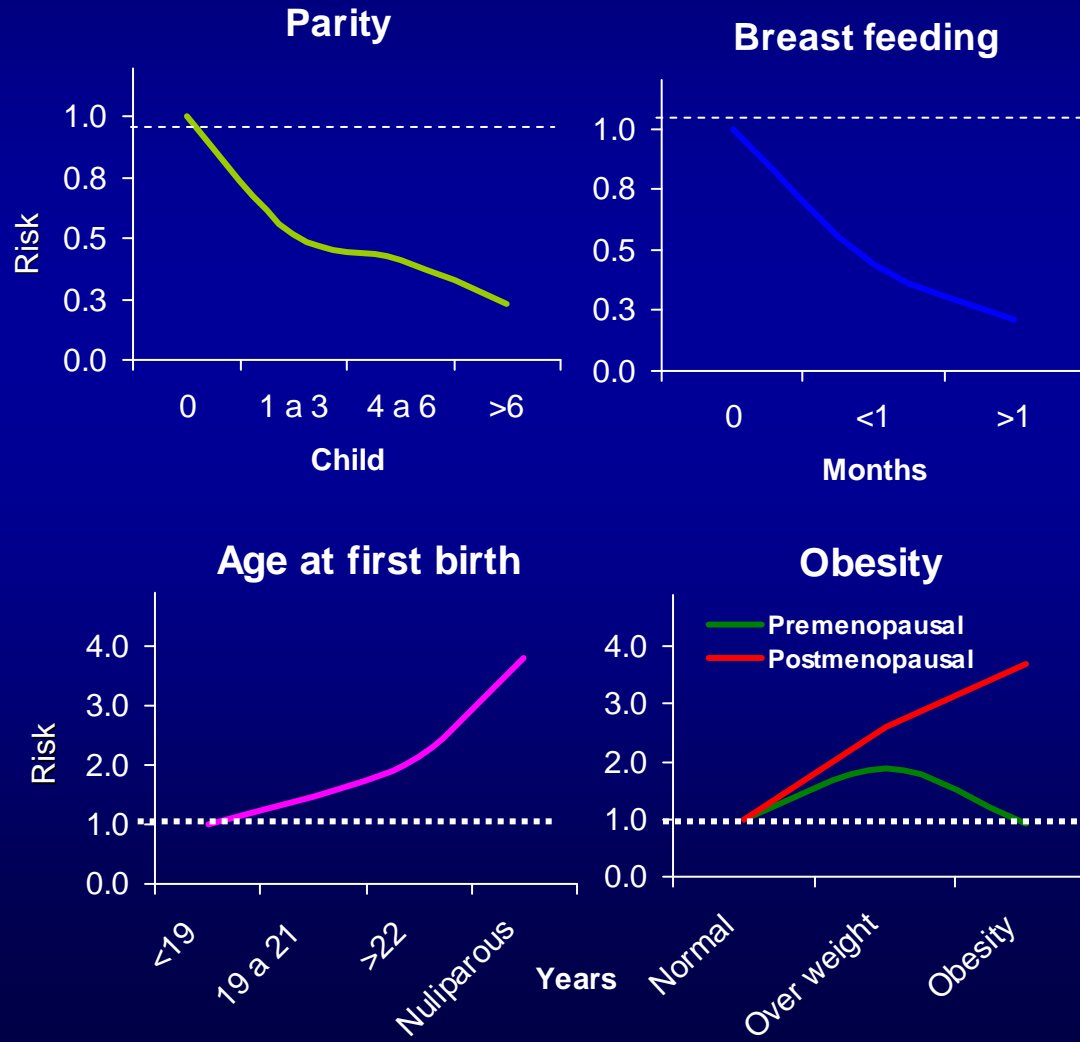 Parity
1.0
0.8
0.5
0.3
0.0
Risk
0 1 a 3 4 a 6 >6
Child
Breast feeding
1.0
0.8
0.5
0.3
0.0
0 <1 >1
Months
Age at first birth
4.0
3.0
2.0
1.0
0.0
Risk
<19 19 a 21 >22 Nuliparous
Years
Obesity
Premenopausal
Postmenopausal
4.0
3.0
2.0
1.0
0.0
Normal Over weight Obesity